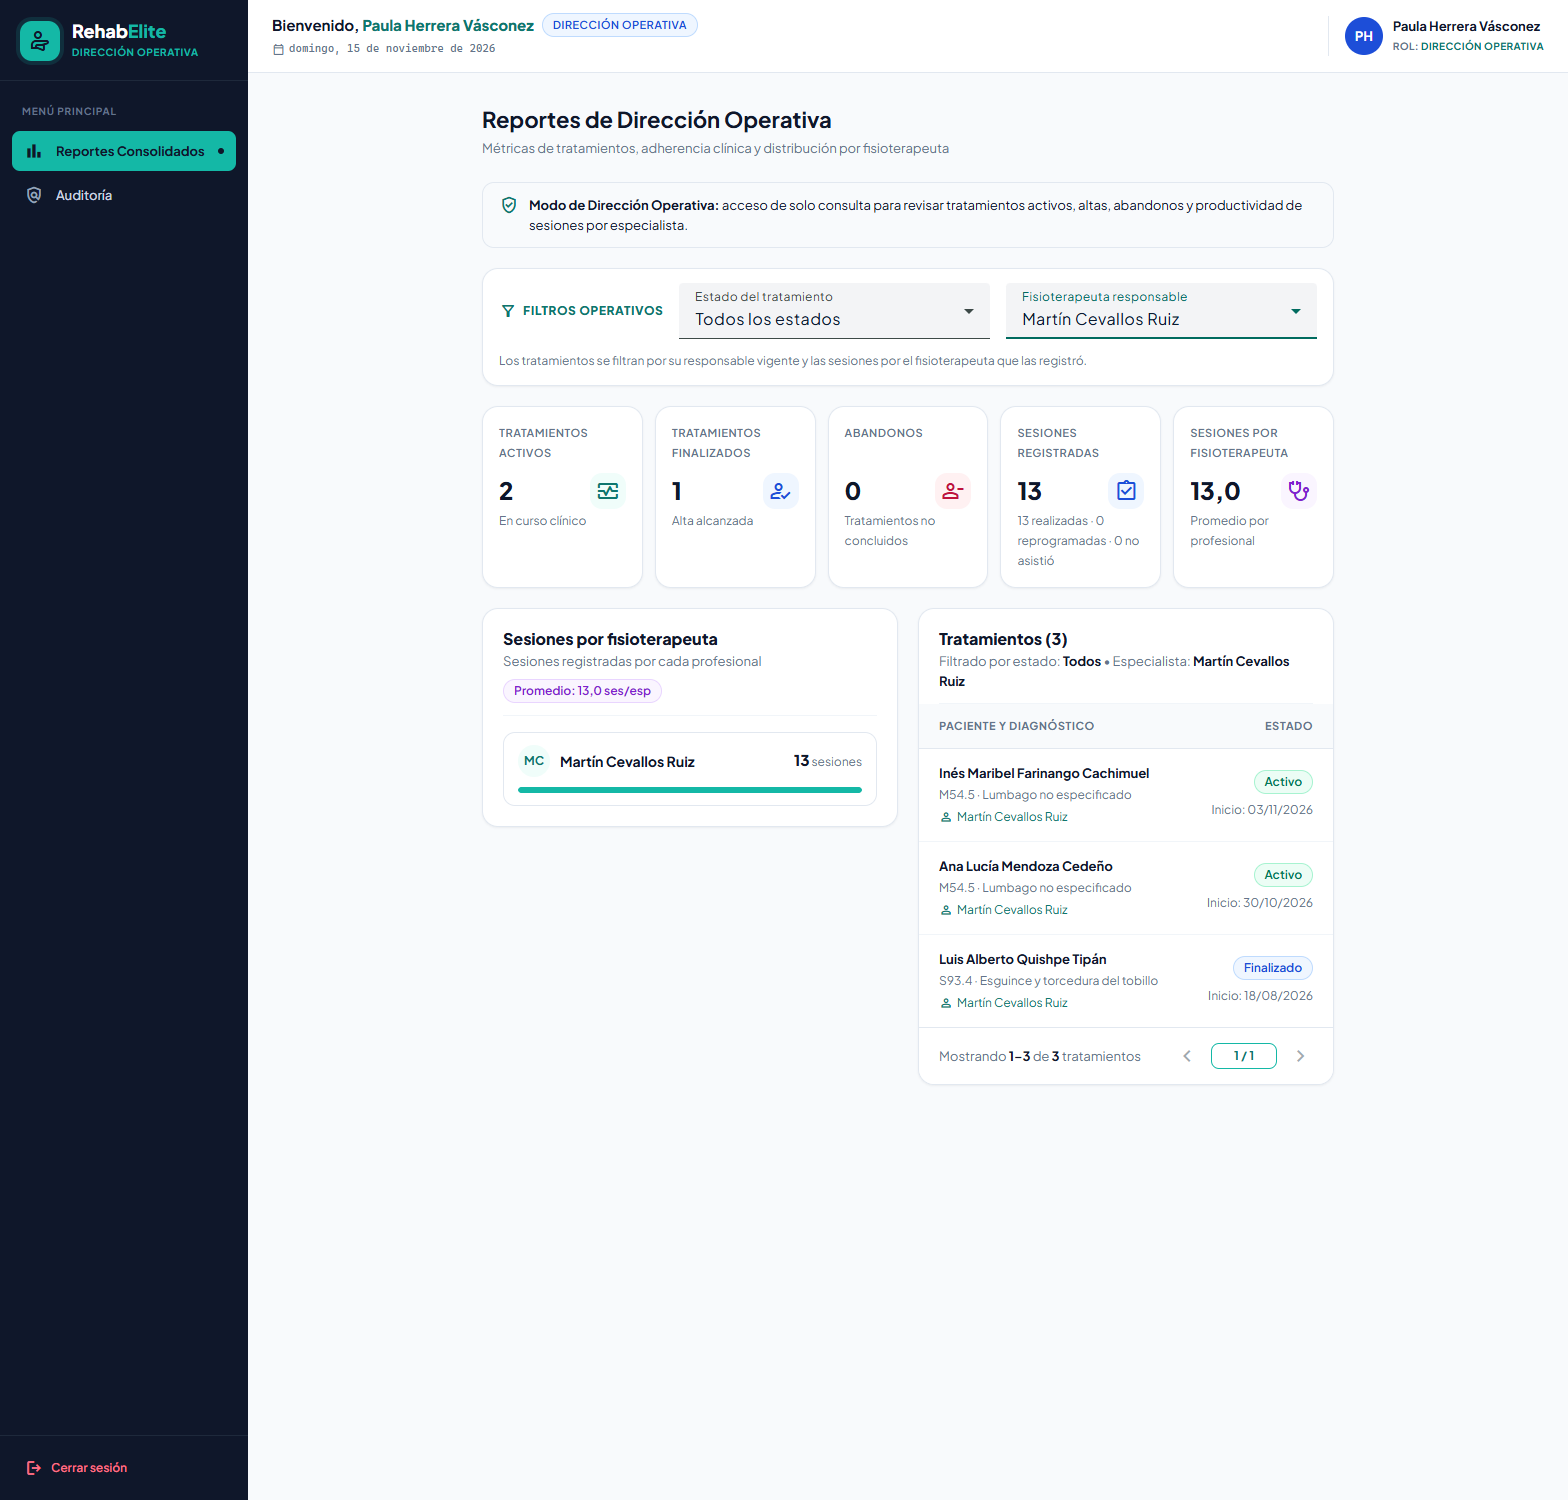 RehabElite
DIRECCIÓN OPERATIVA
MENÚ PRINCIPAL
Reportes Consolidados
Auditoría
Cerrar sesión
Bienvenido, Paula Herrera Vásconez
DIRECCIÓN OPERATIVA
domingo, 15 de noviembre de 2026
PH
Paula Herrera Vásconez
ROL: DIRECCIÓN OPERATIVA
Reportes de Dirección Operativa
Métricas de tratamientos, adherencia clínica y distribución por fisioterapeuta
Modo de Dirección Operativa: acceso de solo consulta para revisar tratamientos activos, altas, abandonos y productividad de
sesiones por especialista.
FILTROS OPERATIVOS
Estado del tratamiento
Todos los estados
Fisioterapeuta responsable
Martín Cevallos Ruiz
Los tratamientos se filtran por su responsable vigente y las sesiones por el fisioterapeuta que las registró.
TRATAMIENTOS
ACTIVOS
2
En curso clínico
TRATAMIENTOS
FINALIZADOS
1
Alta alcanzada
ABANDONOS
0
Tratamientos no
concluidos
SESIONES
REGISTRADAS
13
13 realizadas · 0
reprogramadas · 0 no
asistió
SESIONES POR
FISIOTERAPEUTA
13,0
Promedio por
profesional
Sesiones por fisioterapeuta
Sesiones registradas por cada profesional
Promedio: 13,0 ses/esp
MC
Martín Cevallos Ruiz
13 sesiones
Tratamientos (3)
Filtrado por estado: Todos • Especialista: Martín Cevallos
Ruiz
PACIENTE Y DIAGNÓSTICO
ESTADO
Inés Maribel Farinango Cachimuel
M54.5 · Lumbago no especificado
Martín Cevallos Ruiz
Activo
Inicio: 03/11/2026
Ana Lucía Mendoza Cedeño
M54.5 · Lumbago no especificado
Martín Cevallos Ruiz
Activo
Inicio: 30/10/2026
Luis Alberto Quishpe Tipán
S93.4 · Esguince y torcedura del tobillo
Martín Cevallos Ruiz
Finalizado
Inicio: 18/08/2026
Mostrando 1–3 de 3 tratamientos
1 / 1